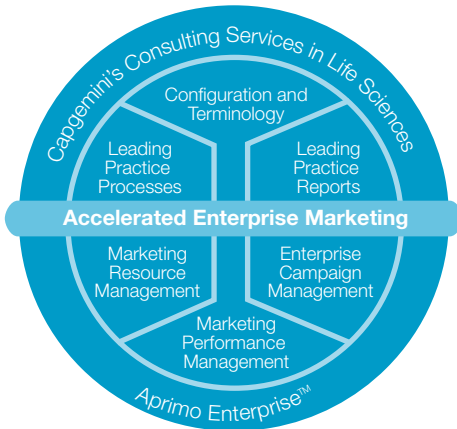 Capgemini's Consulting Services in Life Sciences
Configuration and
Terminology
Leading
Practice
Processes
Leading
Practice
Reports
Accelerated Enterprise Marketing
Marketing
Resource
Management
Enterprise
Campaign
Management
Marketing
Performance
Management
Aprimo Enterprise™